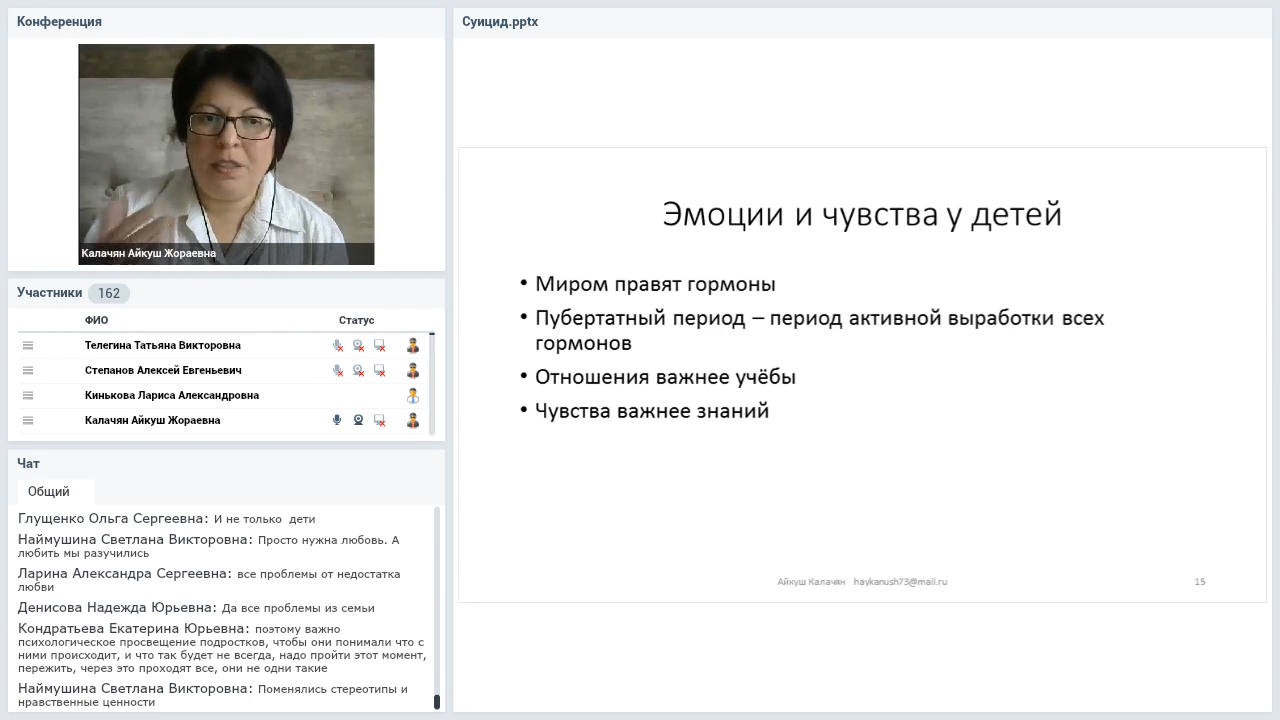 Конференция
Калачян Айкуш Жораевна
Участники 162
ФИО Статус
Телегина Татьяна Викторовна
Степанов Алексей Евгеньевич
Кинькова Лариса Александровна
Калачян Айкуш Жораевна
Чат
Общий
Глущенко Ольга Сергеевна: И не только дети
Наймушина Светлана Викторовна: Просто нужна любовь. А
любить мы разучились
Ларина Александра Сергеевна: все проблемы от недостатка
любви
Денисова Надежда Юрьевна: Да все проблемы из семьи
Кондратьева Екатерина Юрьевна: поэтому важно
психологическое просвещение подростков, чтобы они понимали что с
ними происходит, и что так будет не всегда, надо пройти этот момент,
пережить, через это проходят все, они не одни такие
Наймушина Светлана Викторовна: Поменялись стереотипы и
нравственные ценности
Суицид.pptx
Эмоции и чувства у детей
• Миром правят гормоны
• Пубертатный период – период активной выработки всех
гормонов
• Отношения важнее учёбы
• Чувства важнее знаний
Айкуш Калачян haykanush73@mail.ru
15